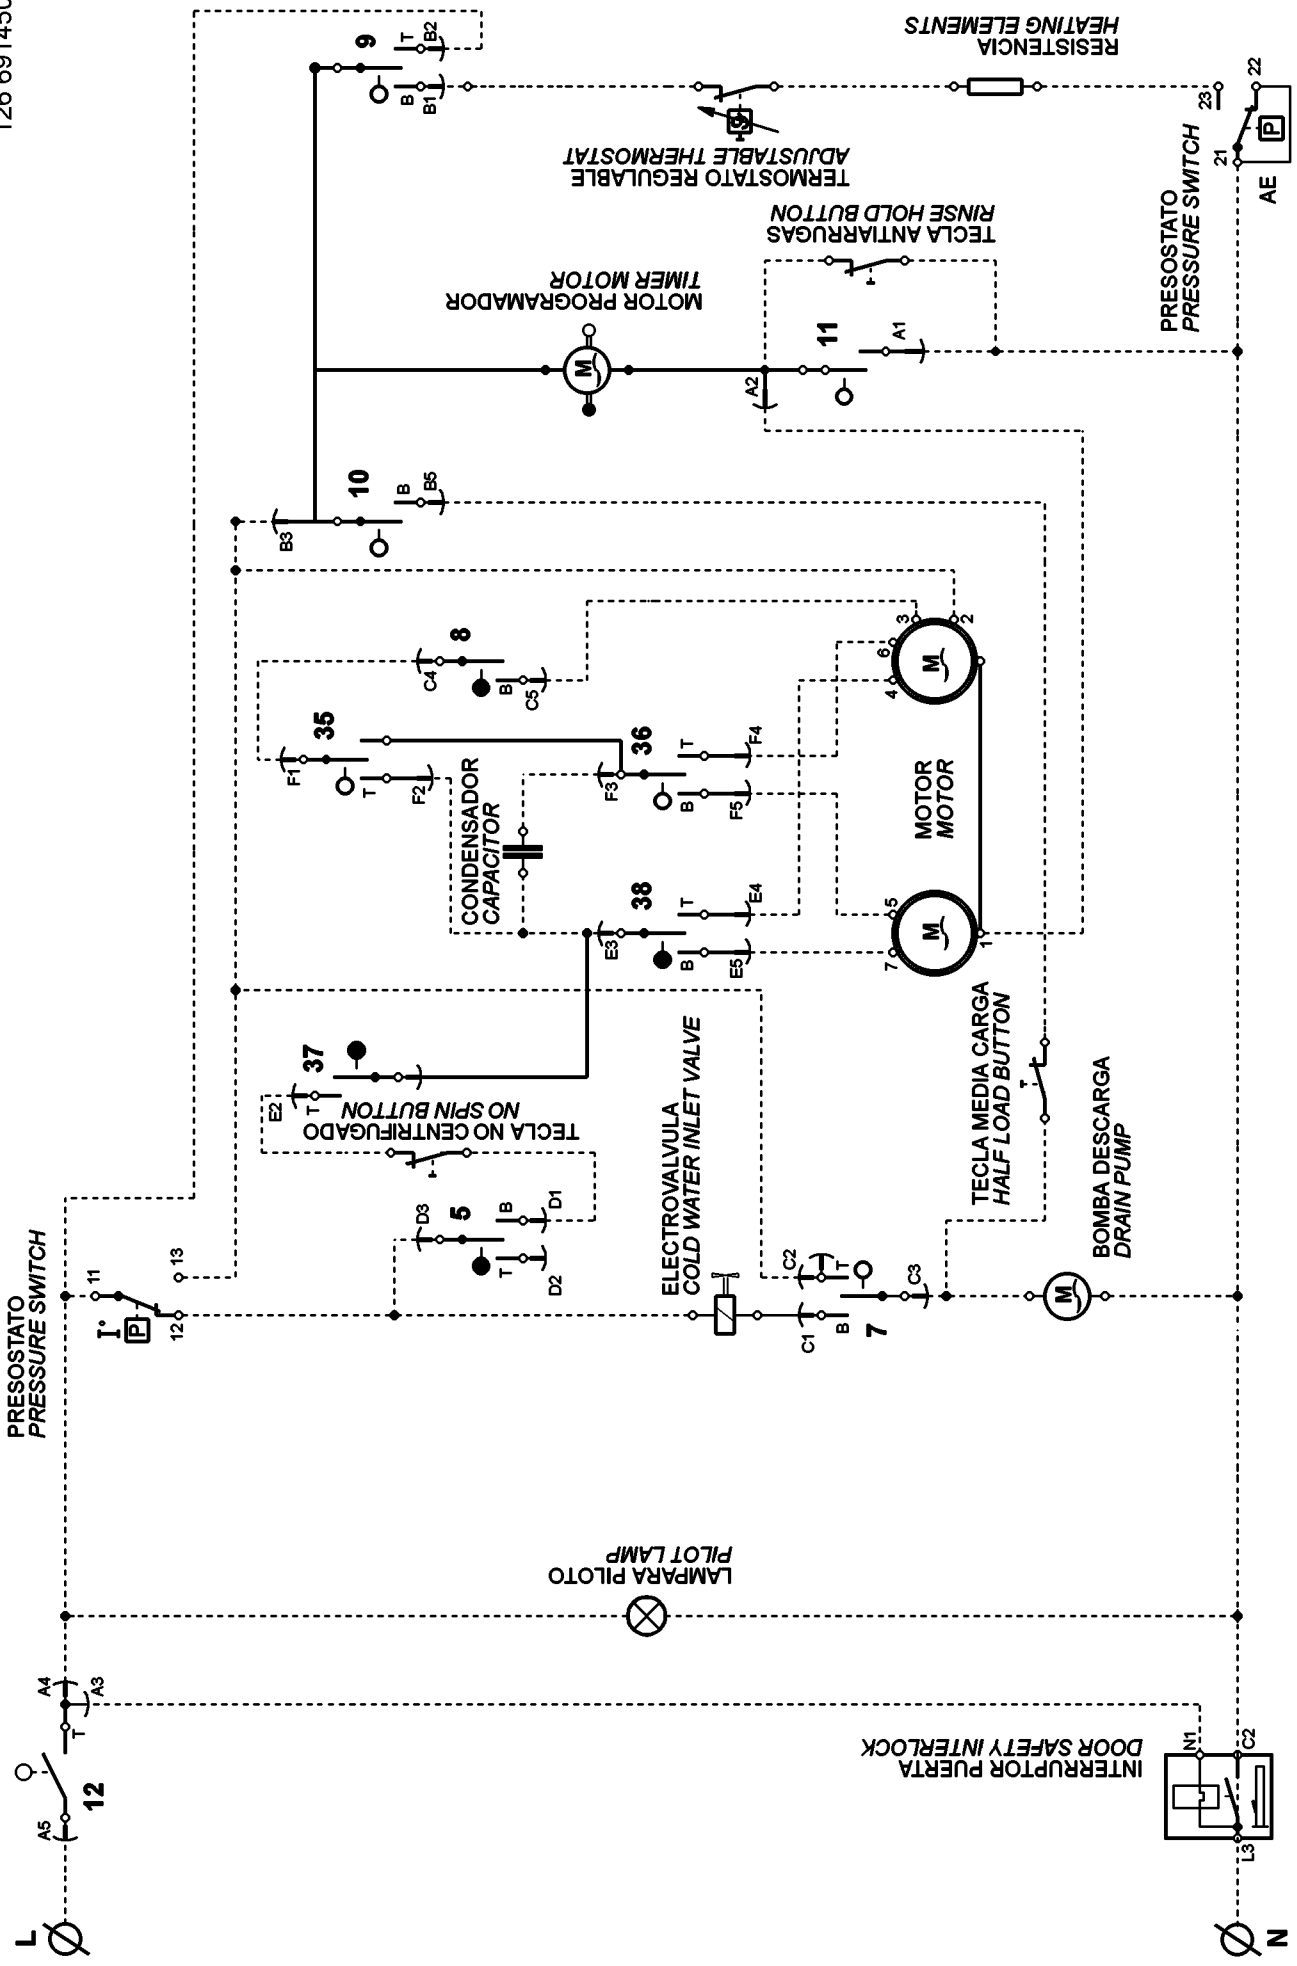 126
L
A5
12
T
A4
A3
PRESOSTATO
PRESSURE SWITCH
11
I°
P
12
13
LAMPARA PILOTO
PILOT LAMP
INTERRUPTOR PUERTA
DOOR SAFETY INTERLOCK
N1
C2
L3
N
E2
T
37
TECLA NO CENTRIFUGADO
NO SPIN BUTTON
D3
5
T
B
D2
D1
ELECTROVALVULA
COLD WATER INLET VALVE
C1
C2
B
T
7
C3
TECLA MEDIA CARGA
HALF LOAD BUTTON
M
BOMBA DESCARGA
DRAIN PUMP
F1
35
T
F2
C4
8
B
C5
CONDENSADOR
CAPACITOR
E3
38
B
T
E5
E4
F3
36
B
T
F5
F4
7
5
M
1
MOTOR
MOTOR
4
6
3
2
M
B3
10
B
B5
MOTOR PROGRAMADOR
TIMER MOTOR
M
A2
11
A1
TECLA ANTIARRUGAS
RINSE HOLD BUTTON
9
B
T
B1
B2
TERMOSTATO REGULABLE
ADJUSTABLE THERMOSTAT
RESISTENCIA
HEATING ELEMENTS
PRESOSTATO
PRESSURE SWITCH
21
23
22
P
AE